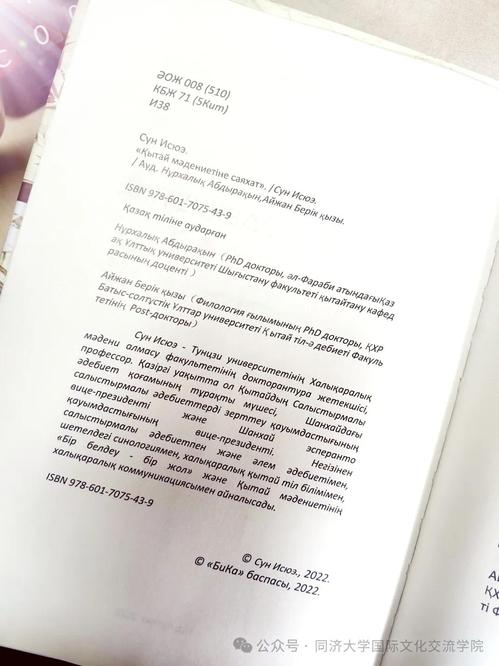 ӘОЖ 008 (510)
КБЖ 71 (5Кит)
И38
Сун Исюэ.
«Қытай мәдениетіне саяхат». /Сун Исюэ.
/ Ауд. Нұрхалық Абдырақын,Айжан Берік қызы.
ISBN 978-601-7075-43-9
Қазақ тіліне аударған
Нұрхалық Абдырақын ( PhD докторы, әл-Фараби атындағыҚаз
ақ Ұлттық университеті Шығыстану факультеті қытайтану кафед
расының доценті )
Айжан Берік қызы (Филология ғылымының PhD докторы, ҚХР
Батыс-солтүстік Ұлттар университеті Қытай тіл-ә дебиеті Факуль
тетінің Post-докторы)
Сун Исюэ - Тунцзи университетінің Халықаралық
мәдени алмасу факультетінің докторантура жетекшісі,
профессор. Қазіргі уақытта ол Қытайдың Салыстырмалы
әдебиет қоғамының тұрақты мүшесі, Шанхайдағы
салыстырмалы әдебиеттерді зерттеу қауымдастығының
вице-президенті және Шанхай эсперанто
қауымдастығының вице-президенті. Негізінен
салыстырмалы әдебиетпен және әлем әдебиетімен,
шетелдегі синологиямен, халықаралық қытай тіл білімімен,
«Бір белдеу - бір жол» және Қытай мәдениетінің
халықаралық коммуникациясымен айналысады.
ISBN 978-601-7075-43-9
© Сун Исюэ., 2022.
© «БиКа» баспасы, 2022.
А
ҚХ
ті Ф
公众号 · 同济大学国际文化交流学院